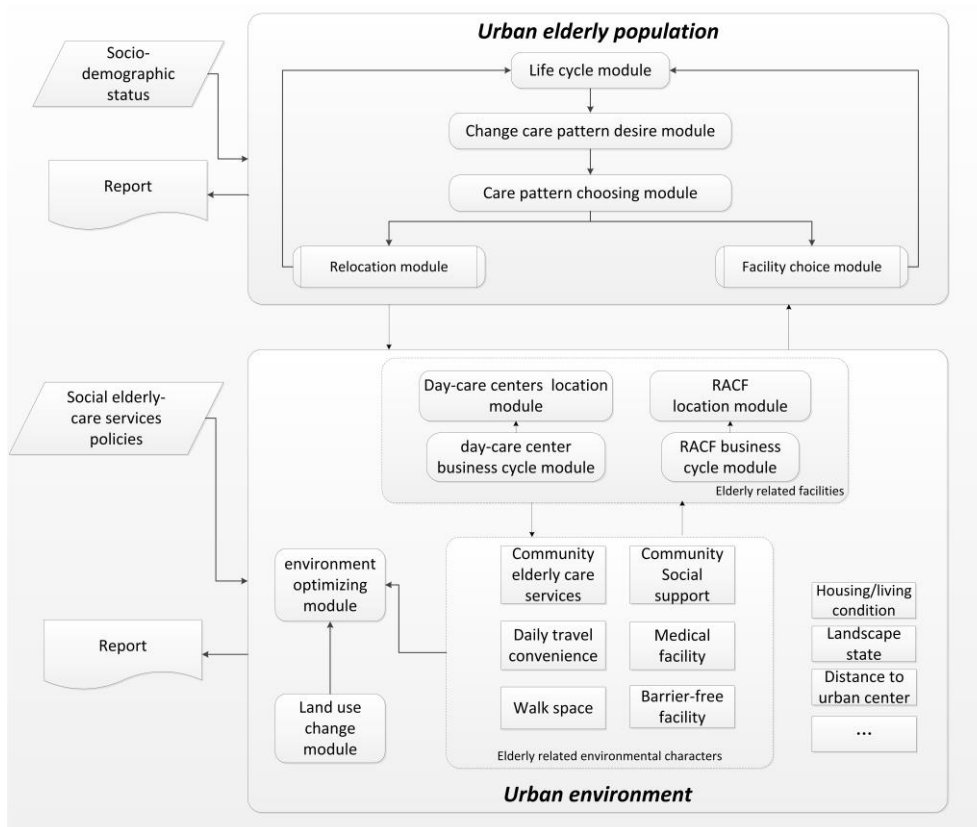 Urban elderly population
Socio-
demographic
status
Life cycle module
Change care pattern desire module
Report
Care pattern choosing module
Relocation module
Facility choice module
Social elderly-
care services
policies
Day-care centers location
module
RACF
location module
day-care center
business cycle module
RACF business
cycle module
Elderly related facilities
environment
optimizing
module
Community
elderly care
services
Community
Social
support
Housing/living
condition
Report
Daily travel
convenience
Medical
facility
Landscape
state
Distance to
urban center
Land use
change
module
Walk space
Barrier-free
facility
...
Elderly related environmental characters
Urban environment